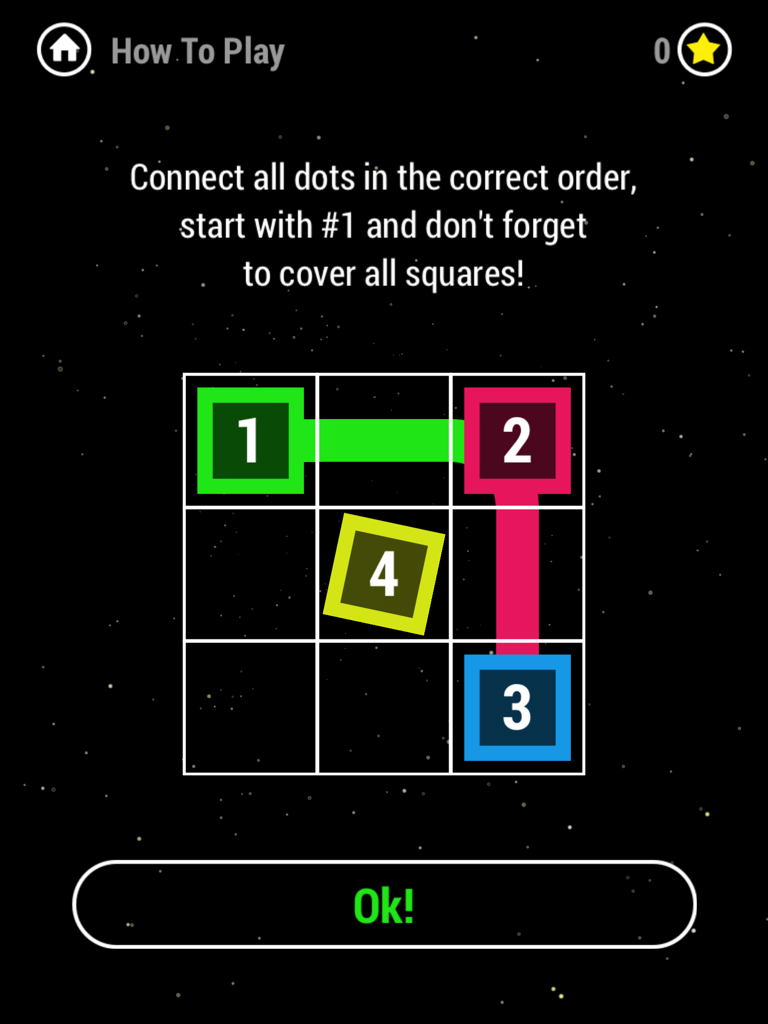 How To Play
0
Connect all dots in the correct order,
start with #1 and don't forget
to cover all squares!
1 2
4
3
Ok!